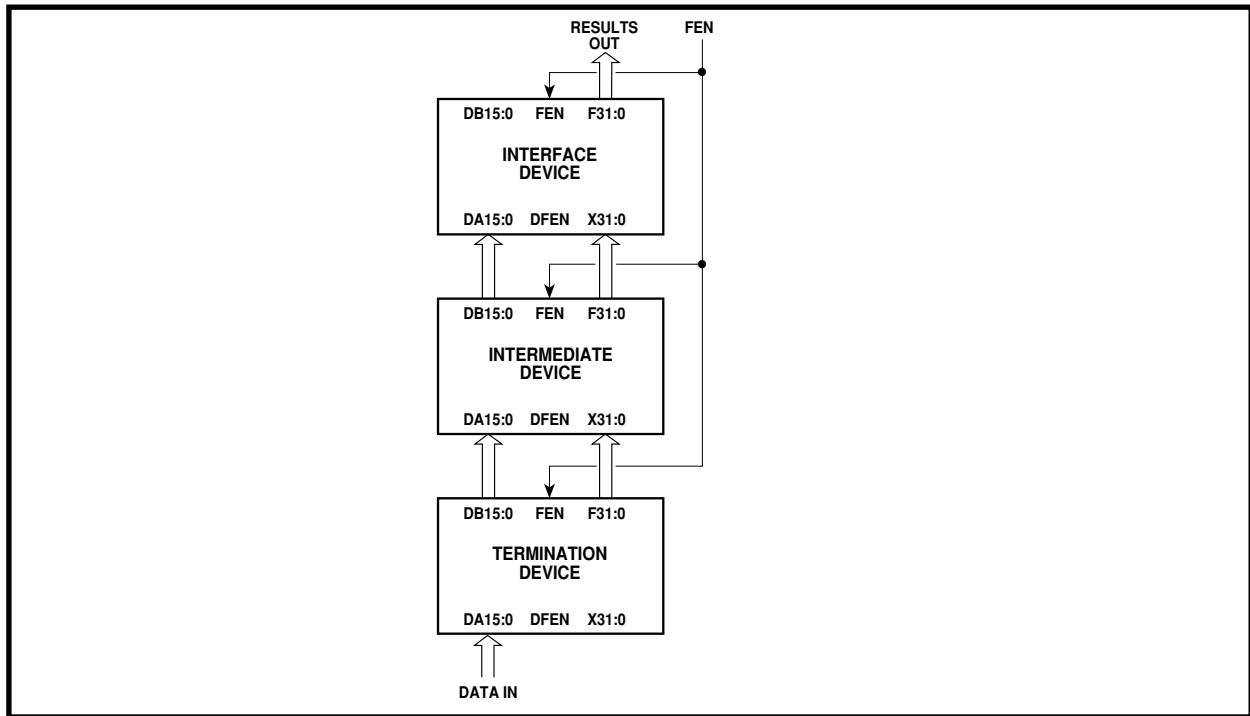 RESULTS OUT FEN
DB15:0 FEN F31:0
INTERFACE
DEVICE
DA15:0 DFEN X31:0
DB15:0 FEN F31:0
INTERMEDIATE
DEVICE
DA15:0 DFEN X31:0
DB15:0 FEN F31:0
TERMINATION
DEVICE
DA15:0 DFEN X31:0
DATA IN